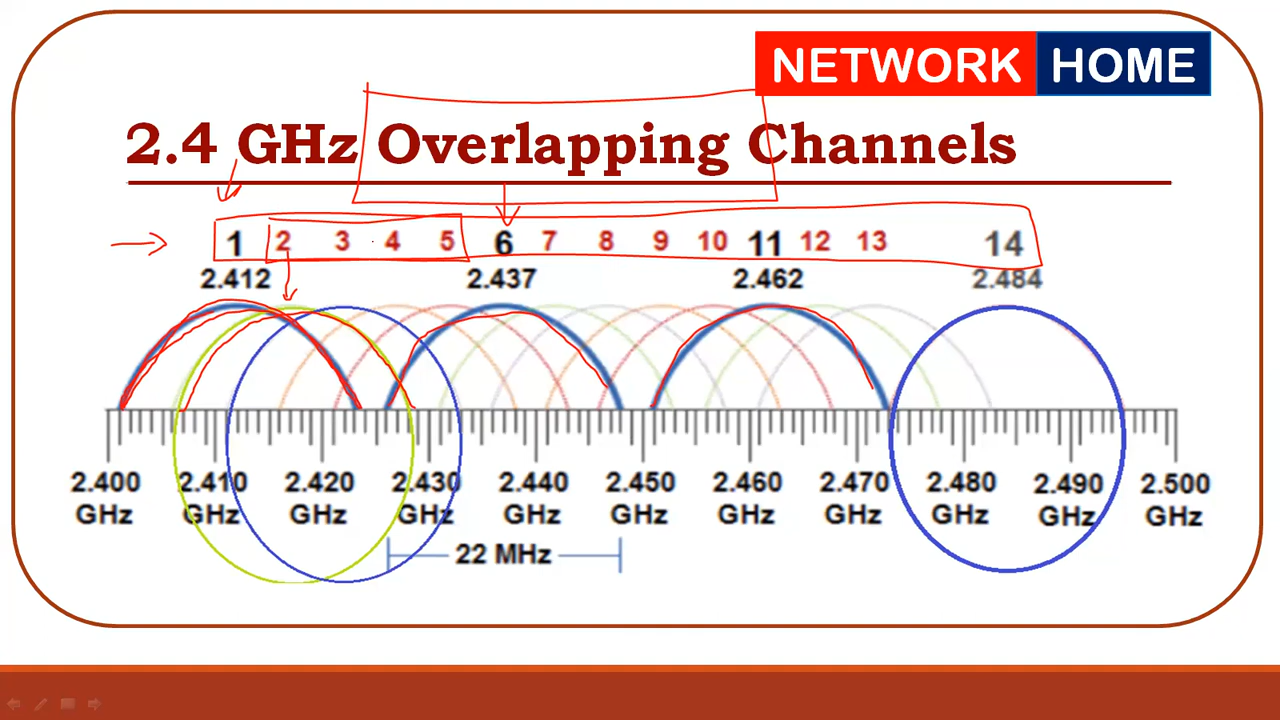 NETWORK HOME
2.4 GHz Overlapping Channels
1 2 3 4 5 6 7 8 9 10 11 12 13 14
2.412 2.437 2.462 2.484
2.400 2.410 2.420 2.430 2.440 2.450 2.460 2.470 2.480 2.490 2.500
GHz GHz GHz GHz GHz GHz GHz GHz GHz GHz GHz
22 MHz